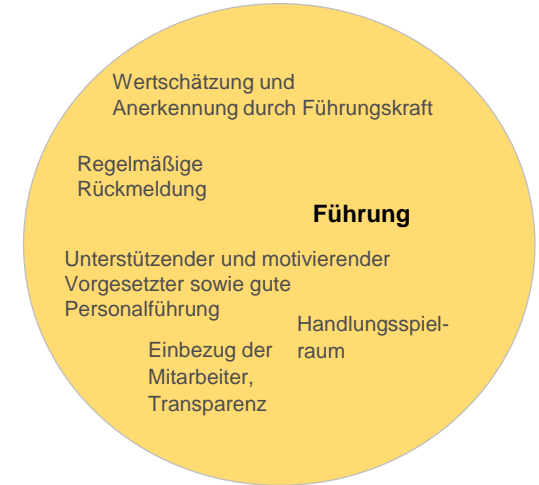 Wertschätzung und
Anerkennung durch Führungskraft
Regelmäßige
Rückmeldung
Führung
Unterstützender und motivierender
Vorgesetzter sowie gute
Personalführung
Handlungsspiel-
raum
Einbezug der
Mitarbeiter,
Transparenz